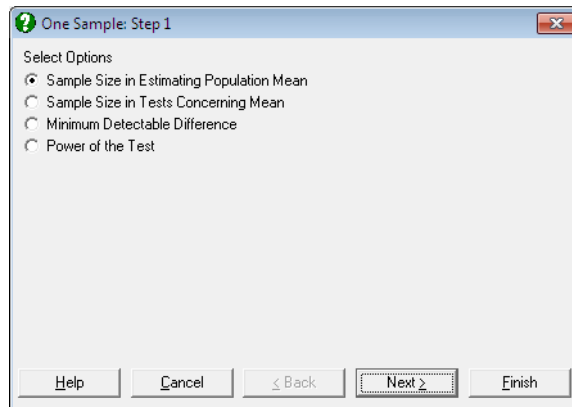 One Sample: Step 1
Select Options
Sample Size in Estimating Population Mean
Sample Size in Tests Concerning Mean
Minimum Detectable Difference
Power of the Test
Help Cancel < Back Next > Finish